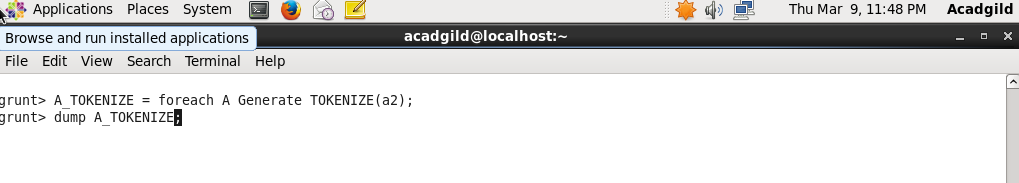 Applications Places System Thu Mar 9, 11:48 PM Acadgild
Browse and run installed applications
acadgild@localhost:~
File Edit View Search Terminal Help
grunt> A_TOKENIZE = foreach A Generate TOKENIZE(a2);
grunt> dump A_TOKENIZE;